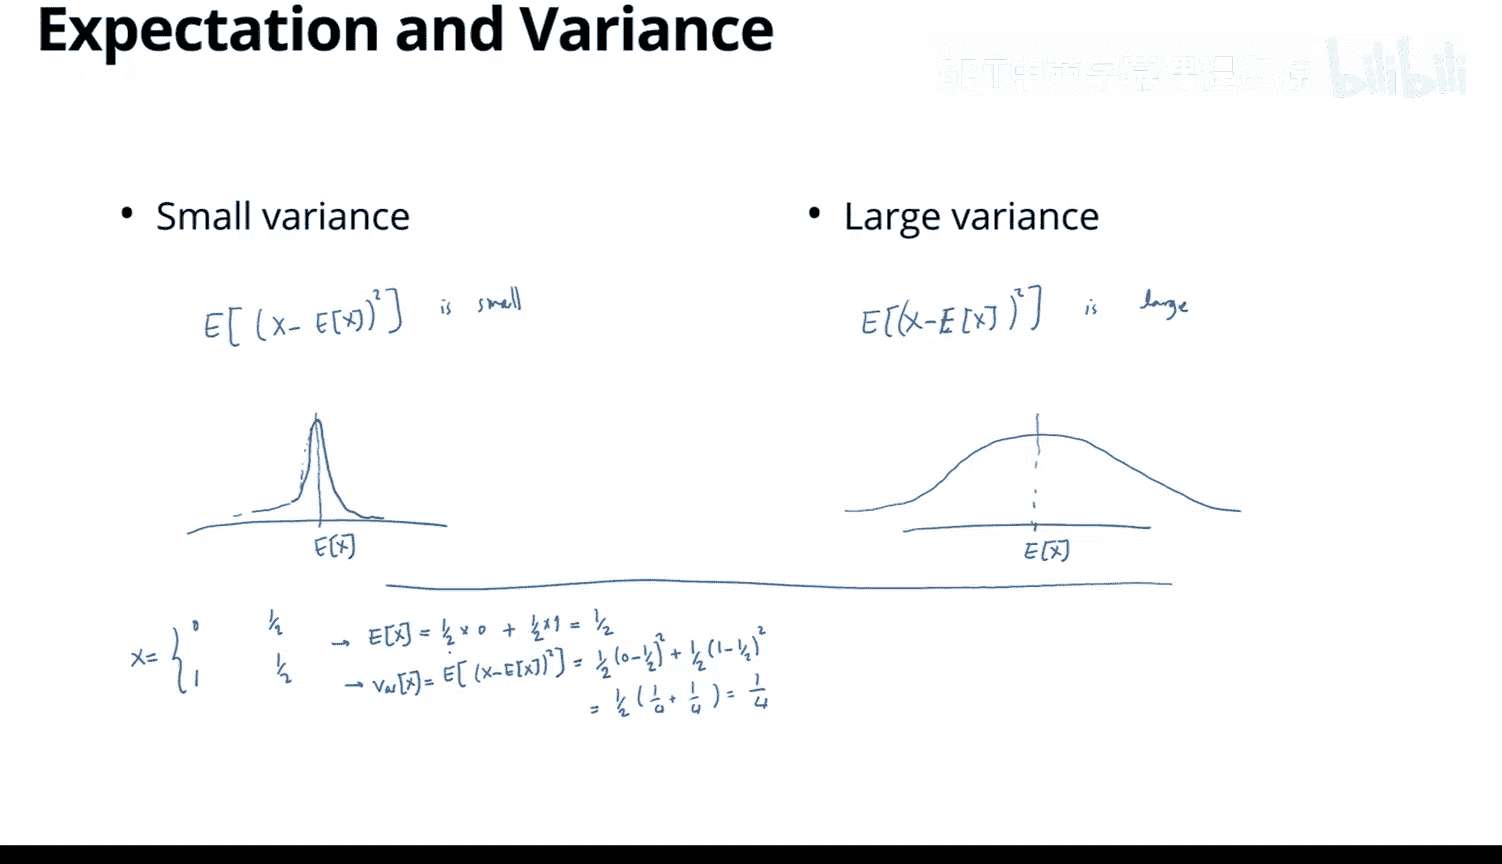 Expectation and Variance
bilibili
• Small variance
E[(x-E[x])²] is small
E[x]
• Large variance
E[(x-E[x])²] is large
E[x]
x= { 0 ½
1 ½
→ E[x] = ½ × 0 + ½×1 = ½
→ Var[x] = E[(x-E[x])²] = ½(0-½)² + ½(1-½)²
= ½(¼ + ¼) = ¼